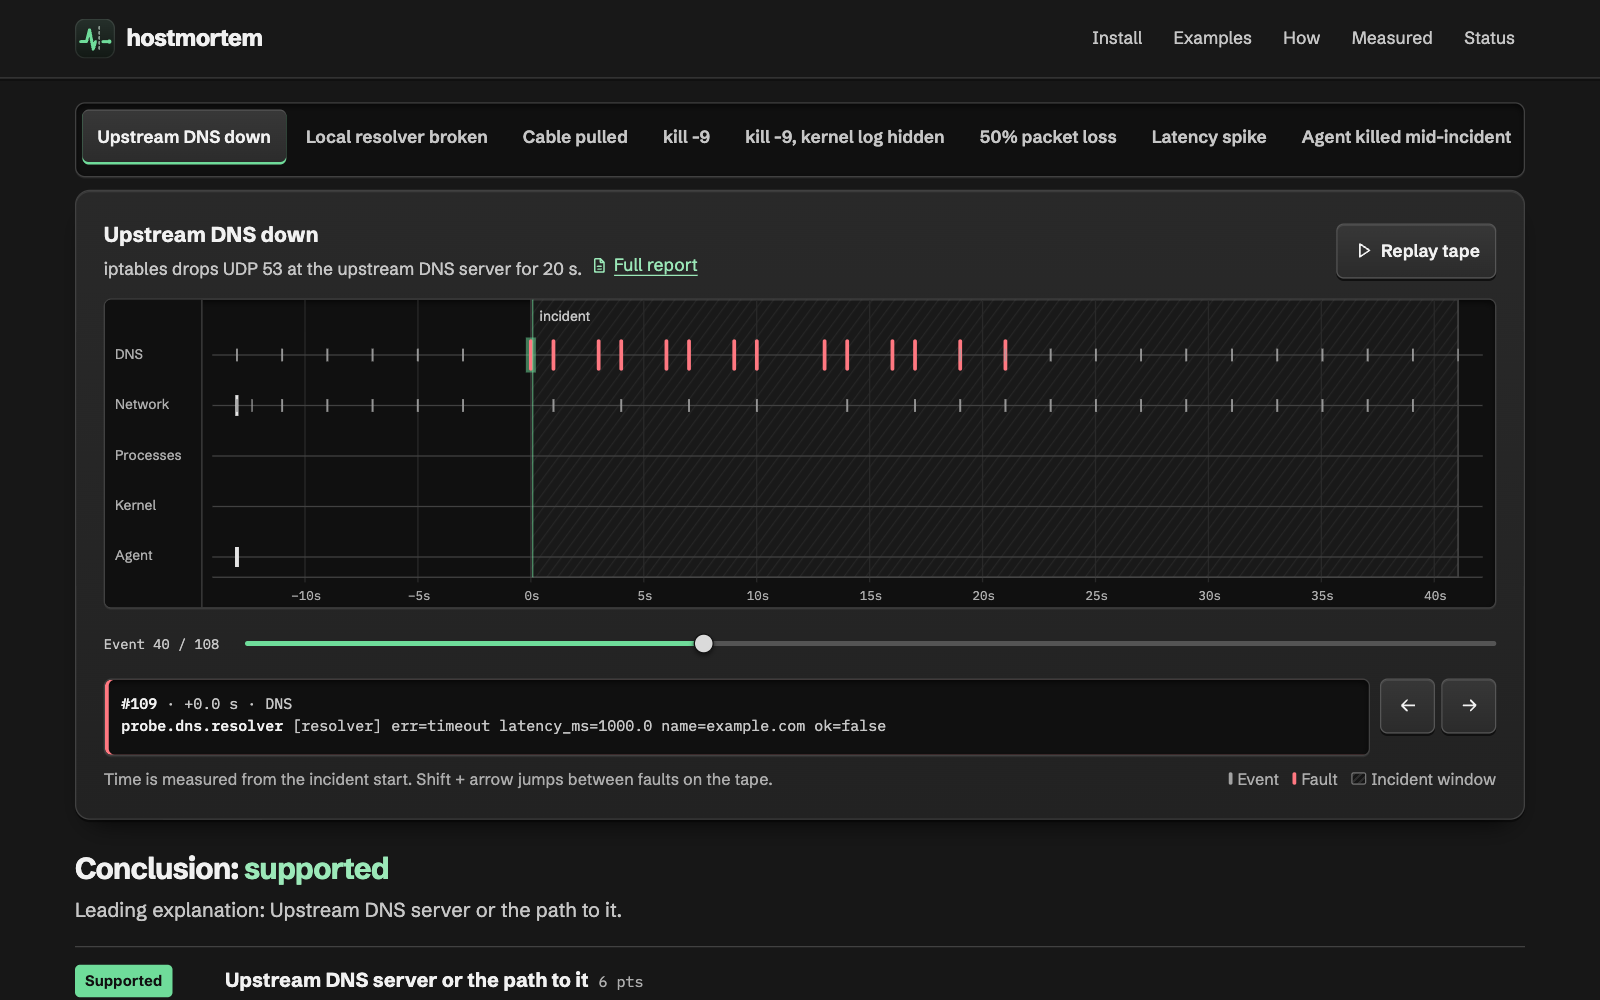 hostmortem
Install Examples How Measured Status
Upstream DNS down Local resolver broken Cable pulled kill -9 kill -9, kernel log hidden 50% packet loss Latency spike Agent killed mid-incident
Upstream DNS down
iptables drops UDP 53 at the upstream DNS server for 20 s. Full report
Replay tape
incident
DNS
Network
Processes
Kernel
Agent
−10s −5s 0s 5s 10s 15s 20s 25s 30s 35s 40s
Event 40 / 108
#109 · +0.0 s · DNS
probe.dns.resolver [resolver] err=timeout latency_ms=1000.0 name=example.com ok=false
Time is measured from the incident start. Shift + arrow jumps between faults on the tape.
Event Fault Incident window
Conclusion: supported
Leading explanation: Upstream DNS server or the path to it.
Supported Upstream DNS server or the path to it 6 pts